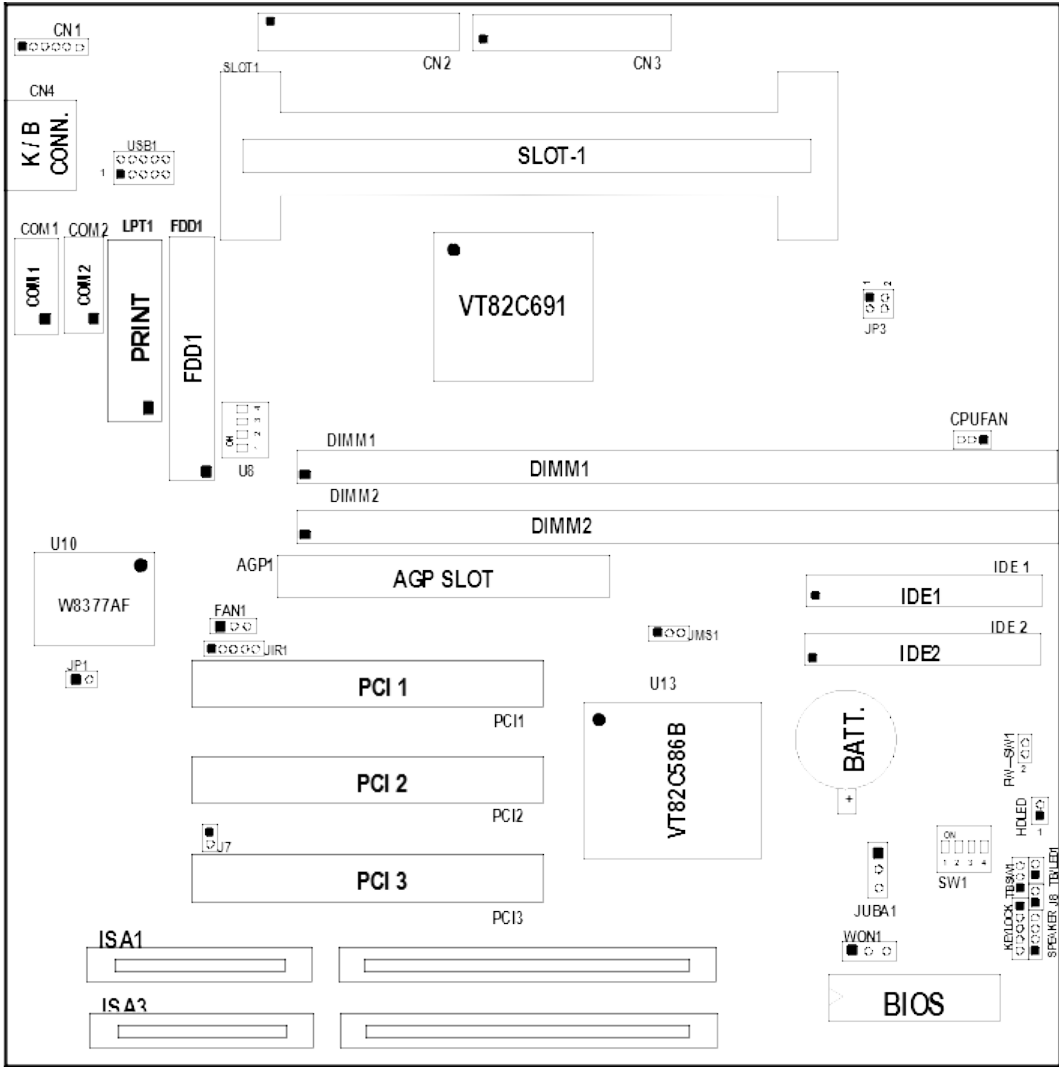 CN1
CN2
CN3
SLOT1
CN4
K / B
CONN.
USB1
1
SLOT-1
COM1
COM2
LPT1
FDD1
COM1
COM2
PRINT
FDD1
VT82C691
1
2
JP3
ON
1
2
3
4
U8
CPUFAN
DIMM1
DIMM1
DIMM2
DIMM2
U10
W8377AF
AGP1
AGP SLOT
IDE 1
IDE1
IDE 2
IDE2
FAN1
JIR1
JMS1
JP1
PCI 1
PCI1
U13
VT82C586B
BATT.
+
PW-SW1
2
PCI 2
PCI2
HDLED
1
J7
ON
1 2 3 4
SW1
PCI 3
PCI3
JUBA1
TBSW1
TBLED1
KEYLOCK
J8
SPEAKER
WON1
ISA1
ISA3
BIOS